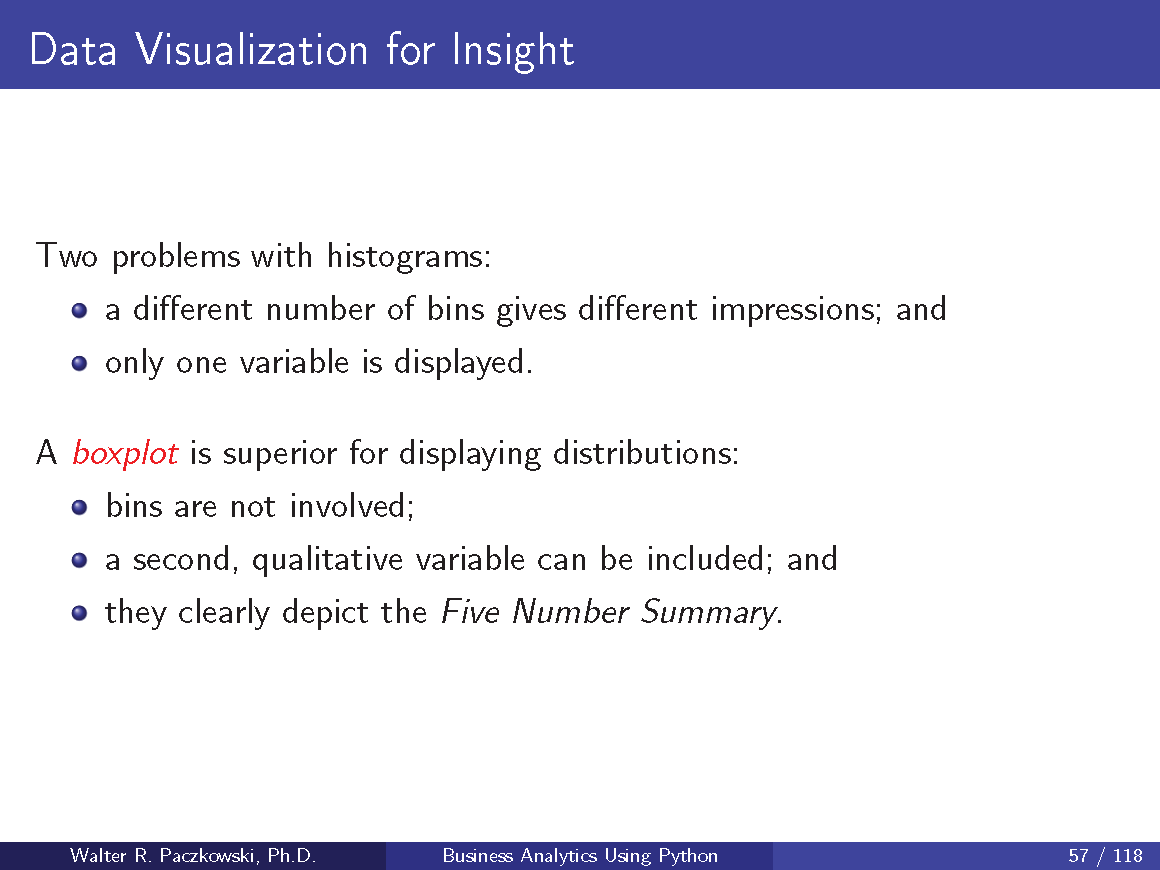 Data Visualization for Insight
Two problems with histograms:
a different number of bins gives different impressions; and
only one variable is displayed.
A boxplot is superior for displaying distributions:
bins are not involved;
a second, qualitative variable can be included; and
they clearly depict the Five Number Summary.
Walter R. Paczkowski, Ph.D.
Business Analytics Using Python
57 / 118